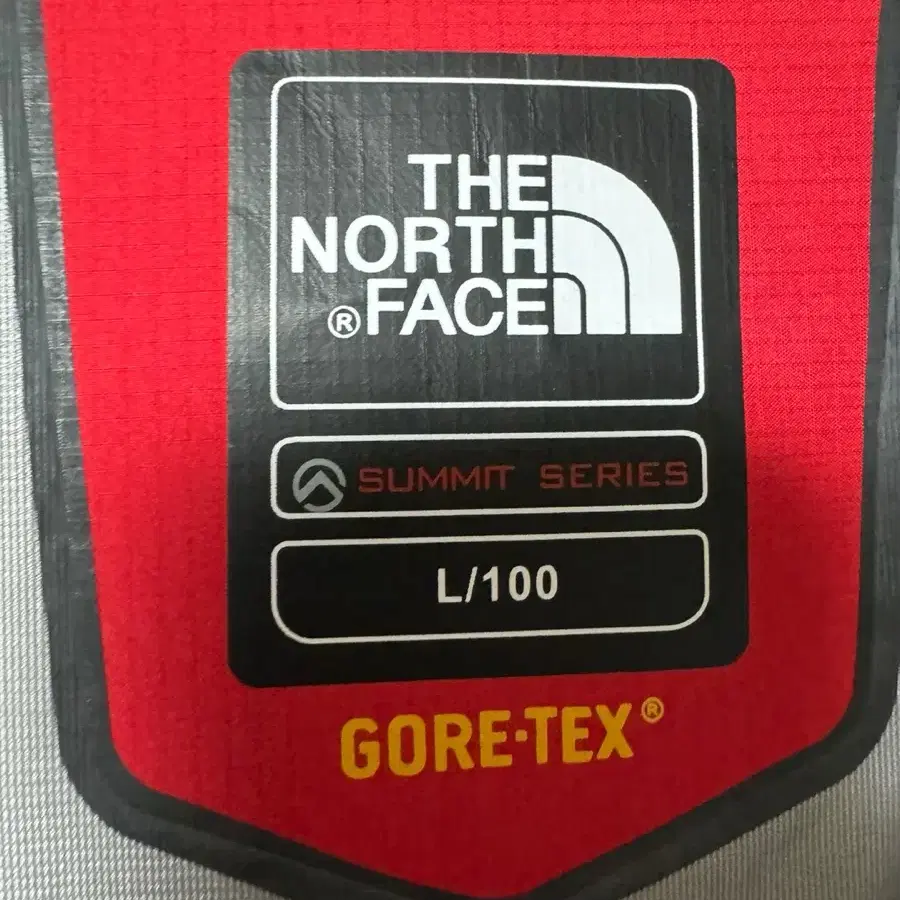 THE
NORTH
®FACE
SUMMIT SERIES
L/100
GORE-TEX®